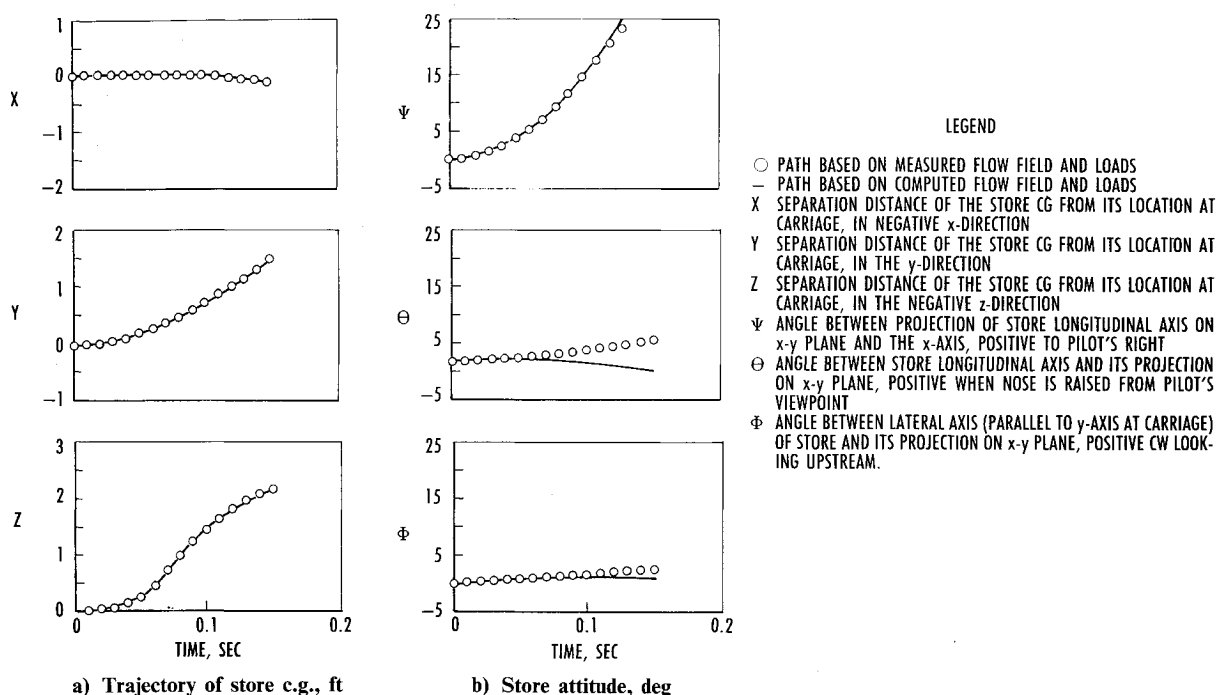 1
0
X
−1
−2
2
1
Y
0
−1
3
2
Z
1
0
0
0.1
0.2
TIME, SEC
a) Trajectory of store c.g., ft
25
15
Ψ
5
−5
25
15
Θ
5
−5
25
15
Φ
5
−5
0
0.1
0.2
TIME, SEC
b) Store attitude, deg
LEGEND
○ PATH BASED ON MEASURED FLOW FIELD AND LOADS
– PATH BASED ON COMPUTED FLOW FIELD AND LOADS
X SEPARATION DISTANCE OF THE STORE CG FROM ITS LOCATION AT
CARRIAGE, IN NEGATIVE x-DIRECTION
Y SEPARATION DISTANCE OF THE STORE CG FROM ITS LOCATION AT
CARRIAGE, IN THE y-DIRECTION
Z SEPARATION DISTANCE OF THE STORE CG FROM ITS LOCATION AT
CARRIAGE, IN THE NEGATIVE z-DIRECTION
Ψ ANGLE BETWEEN PROJECTION OF STORE LONGITUDINAL AXIS ON
x-y PLANE AND THE x-AXIS, POSITIVE TO PILOT'S RIGHT
Θ ANGLE BETWEEN STORE LONGITUDINAL AXIS AND ITS PROJECTION
ON x-y PLANE, POSITIVE WHEN NOSE IS RAISED FROM PILOT'S
VIEWPOINT
Φ ANGLE BETWEEN LATERAL AXIS (PARALLEL TO y-AXIS AT CARRIAGE)
OF STORE AND ITS PROJECTION ON x-y PLANE, POSITIVE CW LOOK-
ING UPSTREAM.